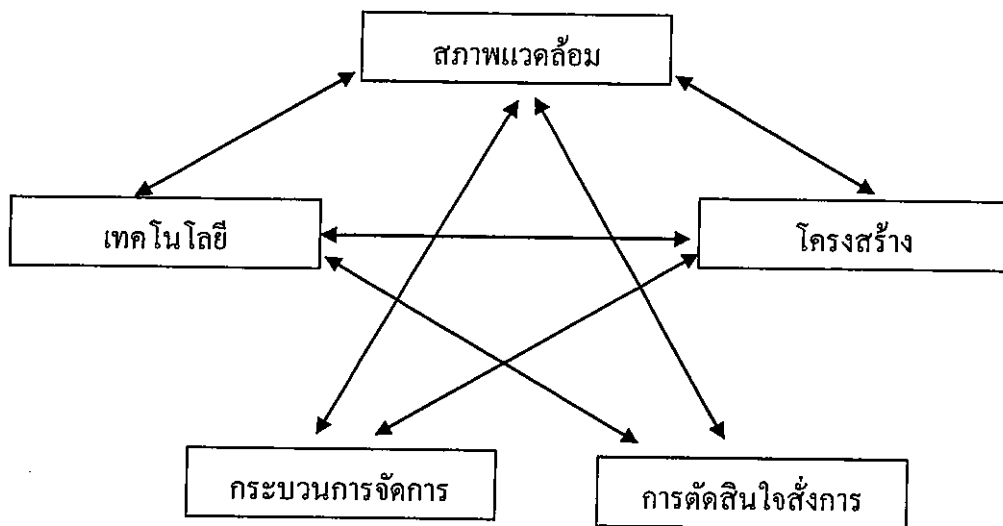 สภาพแวดล้อม
เทคโนโลยี
โครงสร้าง
กระบวนการจัดการ
การตัดสินใจสั่งการ